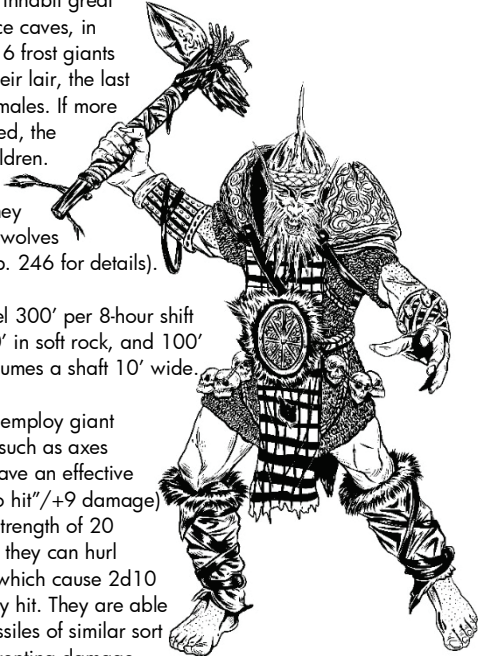 inhabit great
ce caves, in
6 frost giants
eir lair, the last
males. If more
ed, the
ldren.
ey
wolves
p. 246 for details).
el 300' per 8-hour shift
' in soft rock, and 100'
umes a shaft 10' wide.
employ giant
such as axes
ave an effective
o hit"/+9 damage)
trength of 20
they can hurl
which cause 2d10
y hit. They are able
ssiles of similar sort